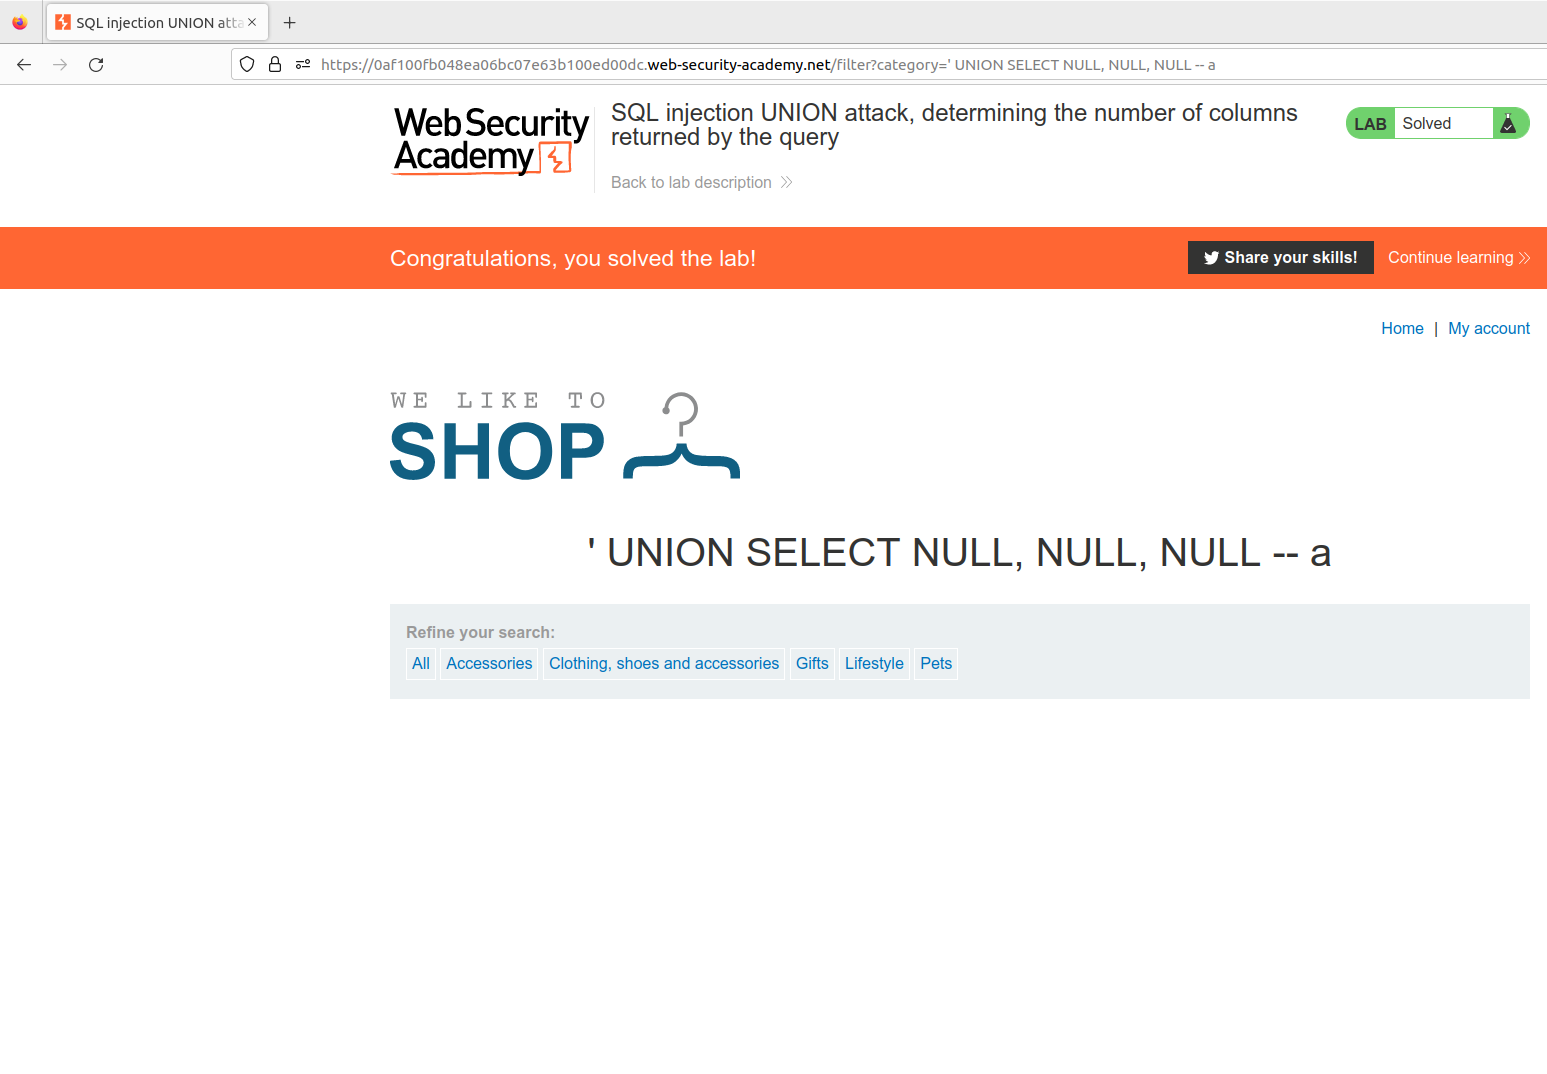 SQL injection UNION atta
https://0af100fb048ea06bc07e63b100ed00dc.web-security-academy.net/filter?category=' UNION SELECT NULL, NULL, NULL -- a
WebSecurity
Academy
SQL injection UNION attack, determining the number of columns
returned by the query
LAB Solved
Back to lab description
Congratulations, you solved the lab!
Share your skills!
Continue learning
Home | My account
WE LIKE TO
SHOP
' UNION SELECT NULL, NULL, NULL -- a
Refine your search:
All Accessories Clothing, shoes and accessories Gifts Lifestyle Pets